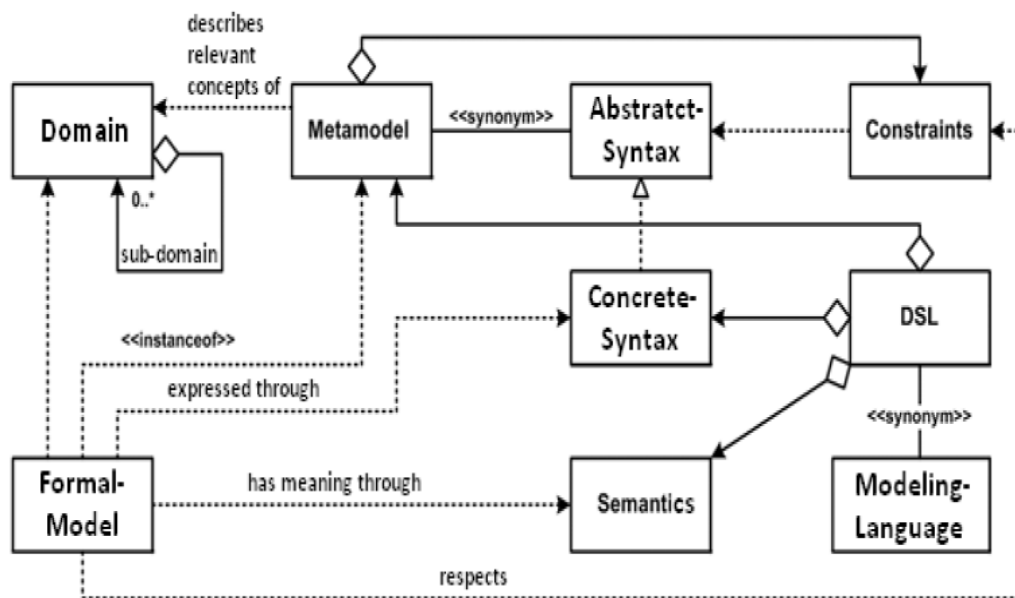 describes
relevant
concepts of
Domain
Metamodel
<<synonym>>
Abstratct-
Syntax
Constraints
0..*
sub-domain
Concrete-
Syntax
DSL
<<instanceof>>
expressed through
<<synonym>>
Formal-
Model
has meaning through
Semantics
Modeling-
Language
respects